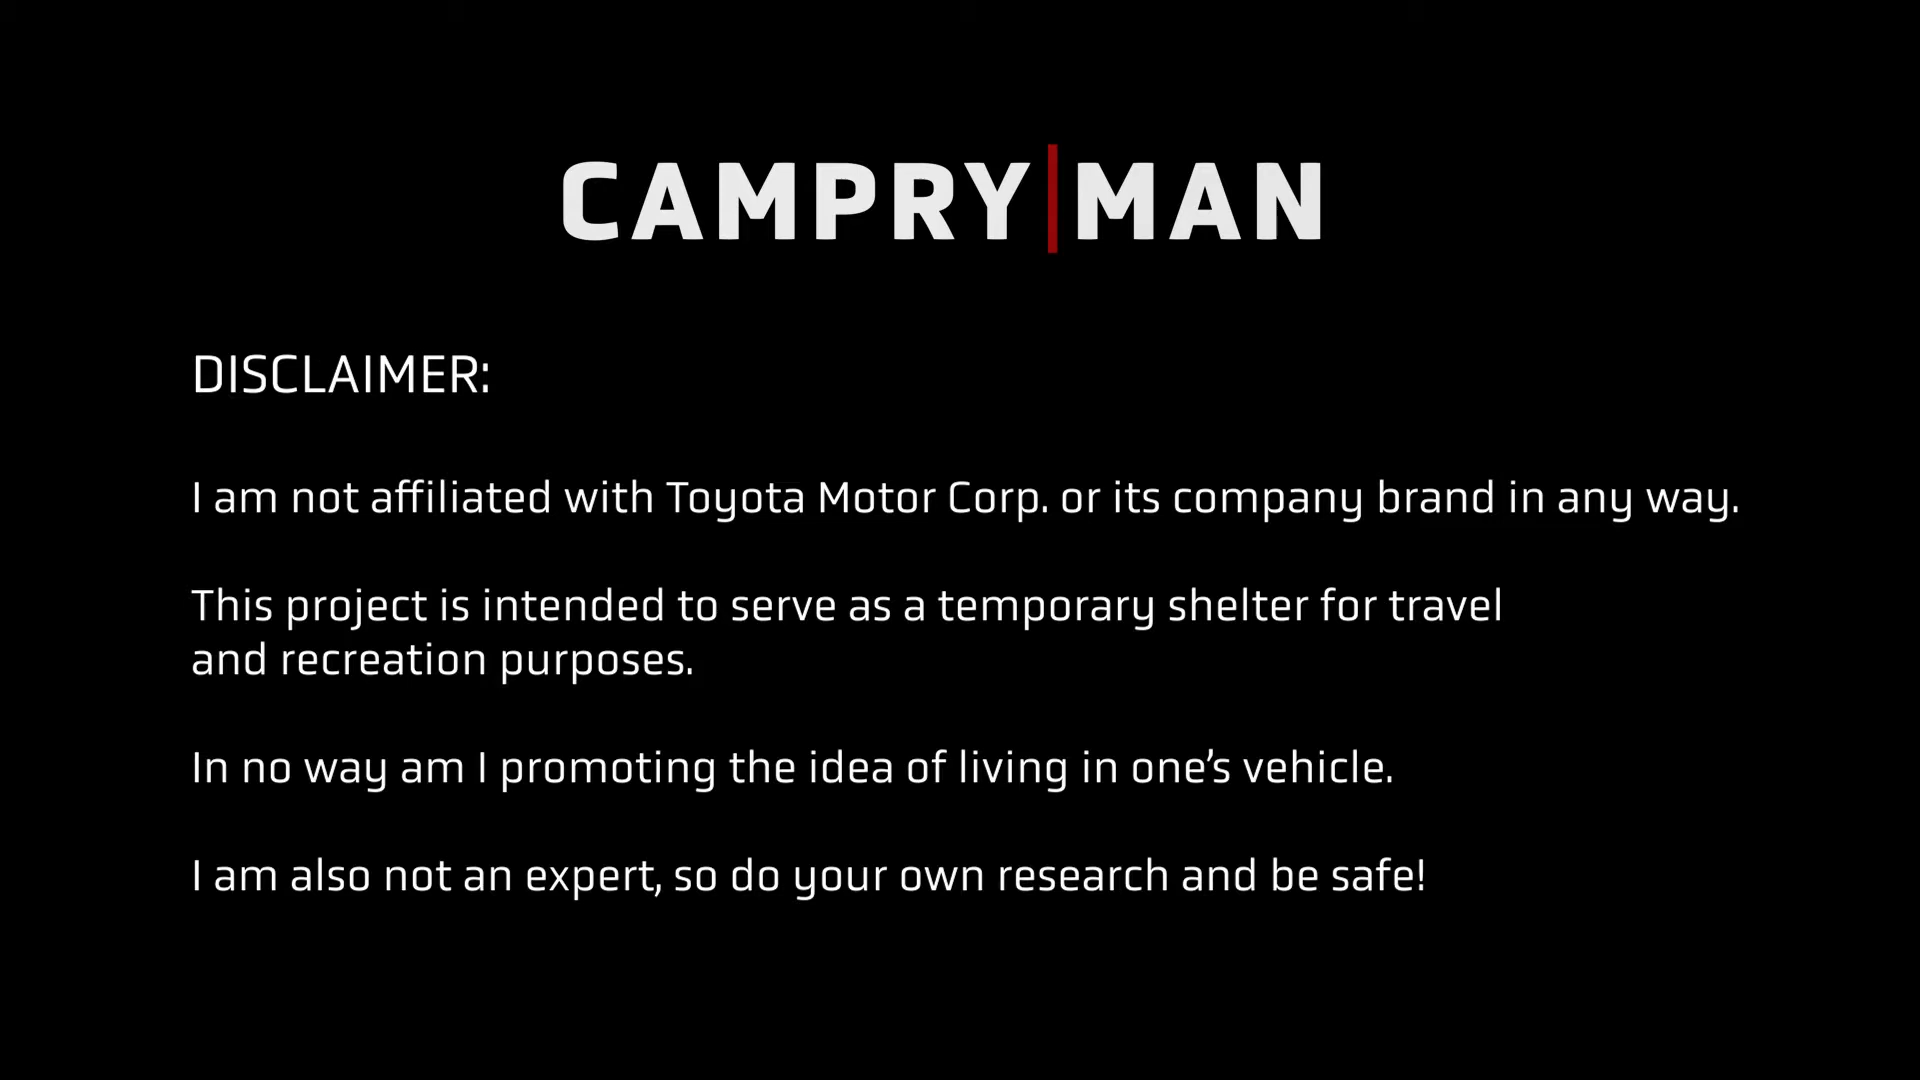 CAMPRY|MAN
DISCLAIMER:
I am not affiliated with Toyota Motor Corp. or its company brand in any way.
This project is intended to serve as a temporary shelter for travel
and recreation purposes.
In no way am I promoting the idea of living in one’s vehicle.
I am also not an expert, so do your own research and be safe!